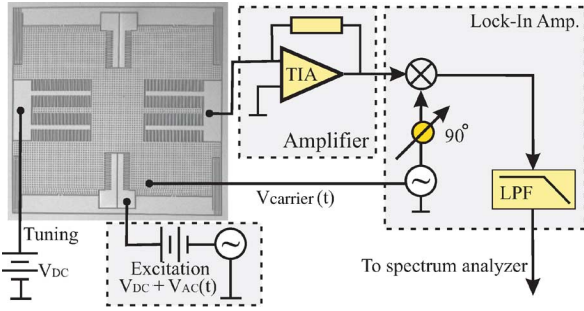 Lock-In Amp.
TIA
Amplifier
90°
Vcarrier (t)
LPF
Tuning
VDC
Excitation
VDC + VAC(t)
To spectrum analyzer